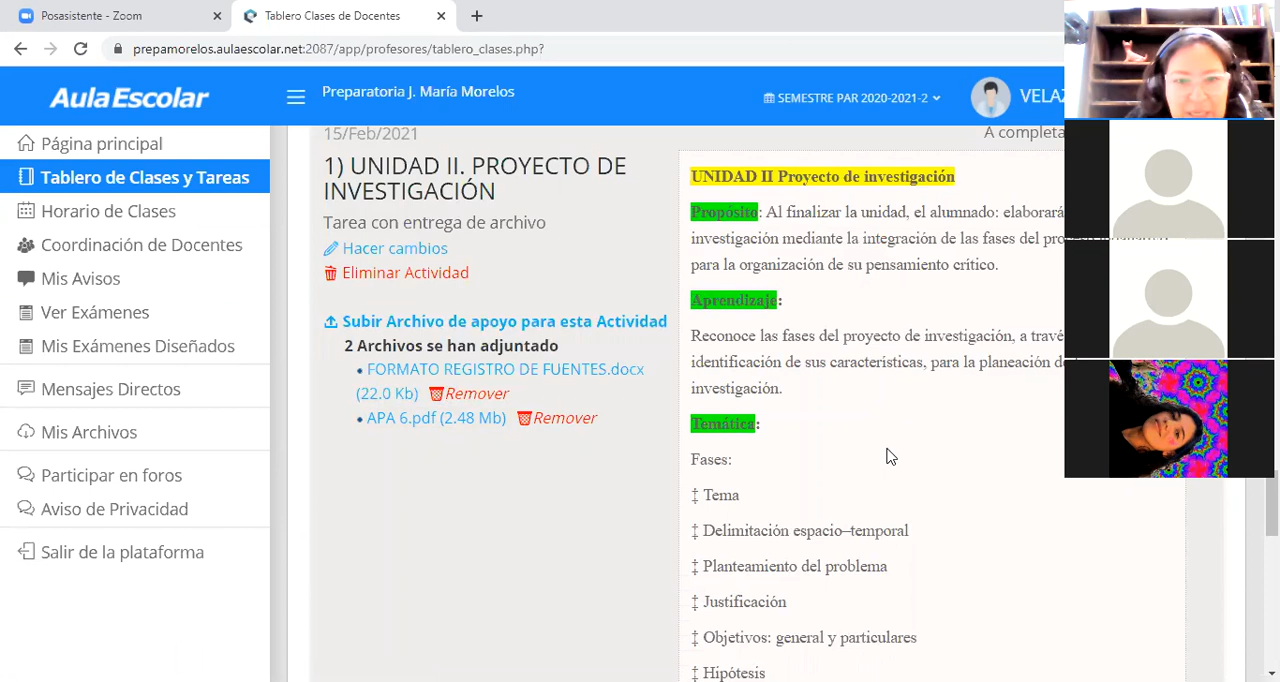 Posasistente - Zoom
Tablero Clases de Docentes
prepamorelos.aulaescolar.net:2087/app/profesores/tablero_clases.php?
AulaEscolar
Preparatoria J. María Morelos
SEMESTRE PAR 2020-2021-2
Página principal
Tablero de Clases y Tareas
Horario de Clases
Coordinación de Docentes
Mis Avisos
Ver Exámenes
Mis Exámenes Diseñados
Mensajes Directos
Mis Archivos
Participar en foros
Aviso de Privacidad
Salir de la plataforma
15/Feb/2021
1) UNIDAD II. PROYECTO DE
INVESTIGACIÓN
Tarea con entrega de archivo
Hacer cambios
Eliminar Actividad
Subir Archivo de apoyo para esta Actividad
2 Archivos se han adjuntado
• FORMATO REGISTRO DE FUENTES.docx
(22.0 Kb) Remover
• APA 6.pdf (2.48 Mb) Remover
UNIDAD II Proyecto de investigación
Propósito: Al finalizar la unidad, el alumnado: elaborará
investigación mediante la integración de las fases del
para la organización de su pensamiento crítico.
Aprendizaje:
Reconoce las fases del proyecto de investigación, a
identificación de sus características, para la planeación
investigación.
Temática:
Fases:
‡ Tema
‡ Delimitación espacio–temporal
‡ Planteamiento del problema
‡ Justificación
‡ Objetivos: general y particulares
‡ Hipótesis